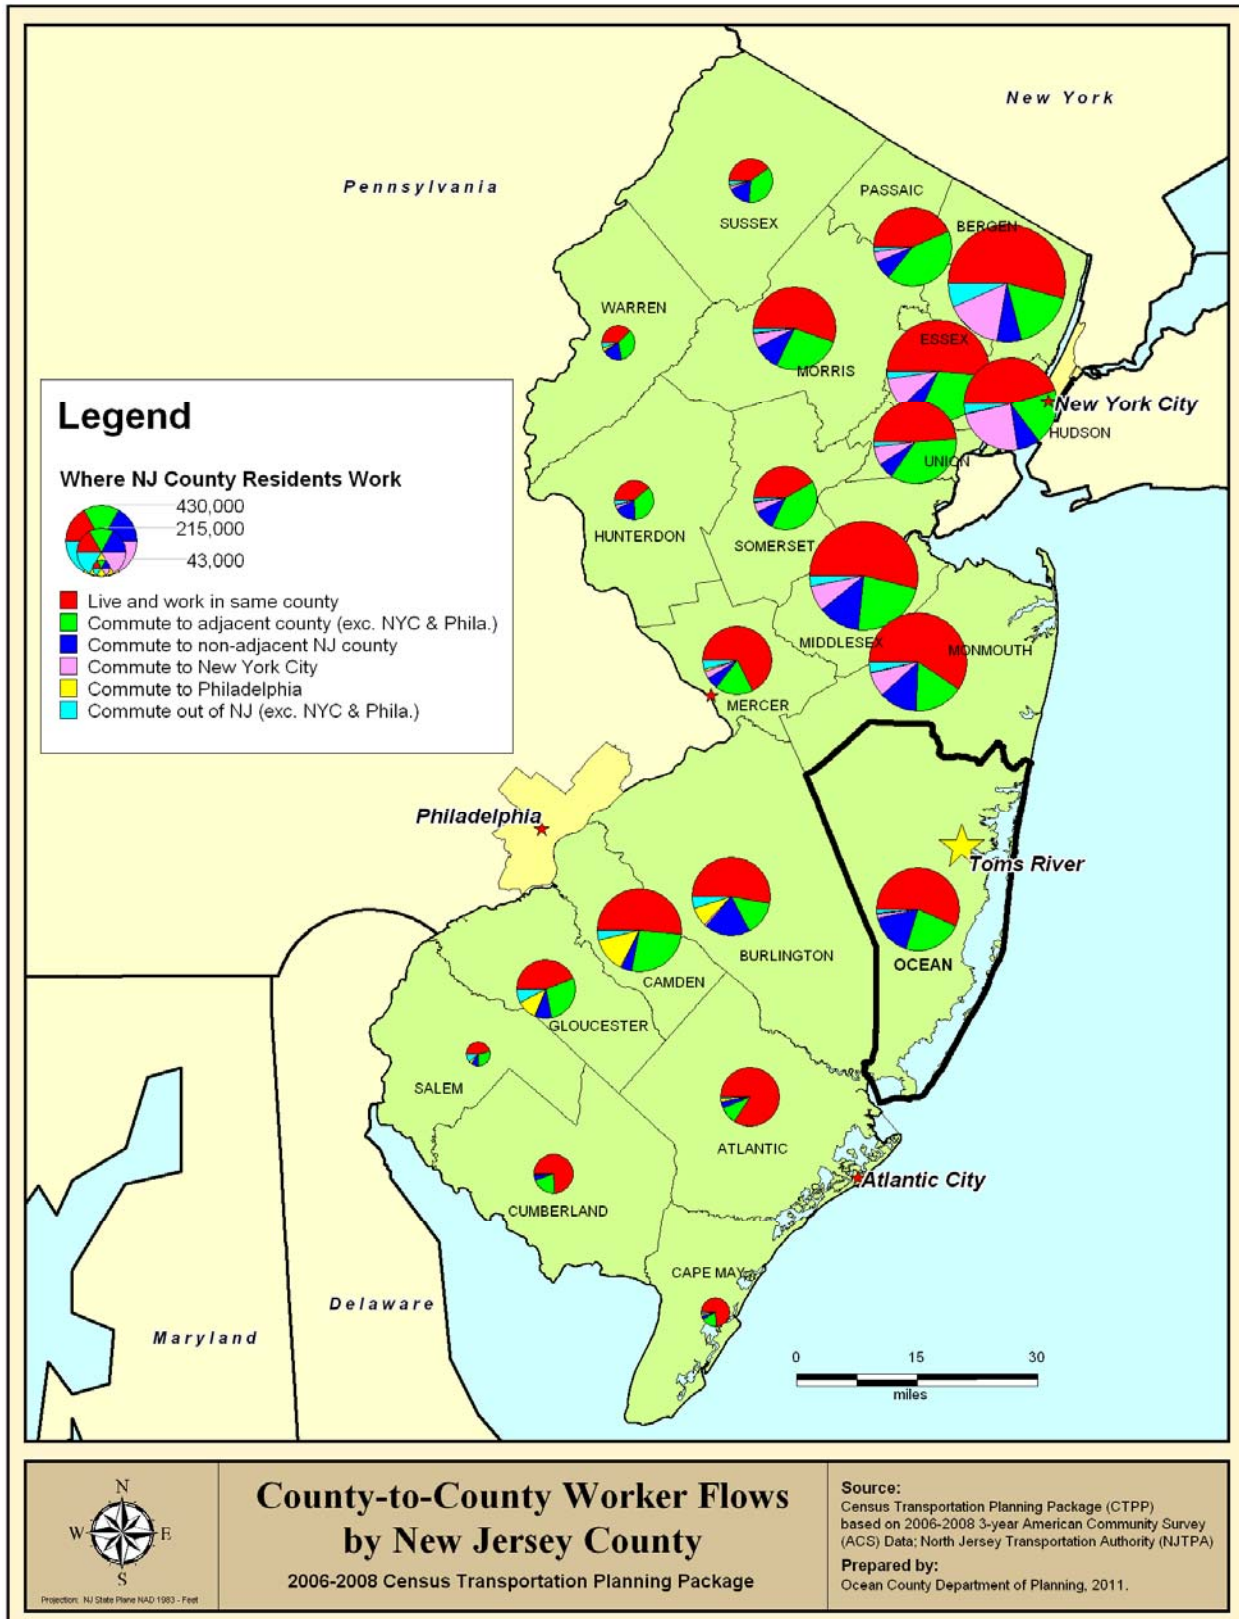 New York
Pennsylvania
PASSAIC
SUSSEX
BERGEN
WARREN
ESSEX
MORRIS
New York City
HUDSON
UNION
HUNTERDON
SOMERSET
MIDDLESEX
MONMOUTH
MERCER
Legend
Where NJ County Residents Work
430,000
215,000
43,000
Live and work in same county
Commute to adjacent county (exc. NYC & Phila.)
Commute to non-adjacent NJ county
Commute to New York City
Commute to Philadelphia
Commute out of NJ (exc. NYC & Phila.)
Philadelphia
Toms River
BURLINGTON
OCEAN
CAMDEN
GLOUCESTER
SALEM
ATLANTIC
Atlantic City
CUMBERLAND
CAPE MAY
Delaware
Maryland
0 15 30
miles
N
W E
S
Projection: NJ State Plane NAD 1983 - Feet
County-to-County Worker Flows
by New Jersey County
2006-2008 Census Transportation Planning Package
Source:
Census Transportation Planning Package (CTPP)
based on 2006-2008 3-year American Community Survey
(ACS) Data; North Jersey Transportation Authority (NJTPA)
Prepared by:
Ocean County Department of Planning, 2011.